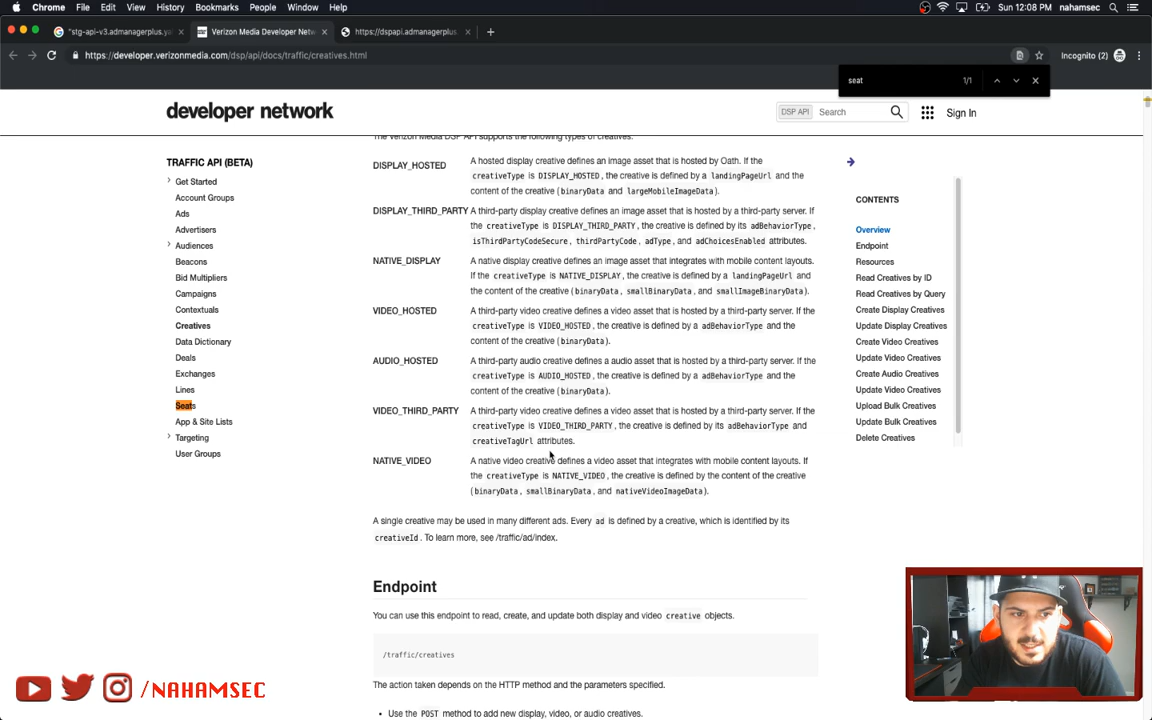 Chrome File Edit View History Bookmarks People Window Help Sun 12:08 PM nahamsec
"stg-api-v3.admanagerplus.ya Verizon Media Developer Netw https://dspapi.admanagerplus.
https://developer.verizonmedia.com/dsp/api/docs/traffic/creatives.html Incognito (2)
seat 1/1
developer network DSP API Search Sign In
The Verizon Media DSP API supports the following types of creatives.
TRAFFIC API (BETA)
Get Started
Account Groups
Ads
Advertisers
Audiences
Beacons
Bid Multipliers
Campaigns
Contextuals
Creatives
Data Dictionary
Deals
Exchanges
Lines
Seats
App & Site Lists
Targeting
User Groups
DISPLAY_HOSTED A hosted display creative defines an image asset that is hosted by Oath. If the
creativeType is DISPLAY_HOSTED, the creative is defined by a landingPageUrl and the
content of the creative (binaryData and largeMobileImageData).
DISPLAY_THIRD_PARTY A third-party display creative defines an image asset that is hosted by a third-party server. If
the creativeType is DISPLAY_THIRD_PARTY, the creative is defined by its adBehaviorType,
isThirdPartyCodeSecure, thirdPartyCode, adType, and adChoicesEnabled attributes.
NATIVE_DISPLAY A native display creative defines an image asset that integrates with mobile content layouts.
If the creativeType is NATIVE_DISPLAY, the creative is defined by a landingPageUrl and the
content of the creative (binaryData, smallBinaryData, and smallImageBinaryData).
VIDEO_HOSTED A third-party video creative defines a video asset that is hosted by a third-party server. If the
creativeType is VIDEO_HOSTED, the creative is defined by a adBehaviorType and the
content of the creative (binaryData).
AUDIO_HOSTED A third-party audio creative defines a audio asset that is hosted by a third-party server. If the
creativeType is AUDIO_HOSTED, the creative is defined by a adBehaviorType and the
content of the creative (binaryData).
VIDEO_THIRD_PARTY A third-party video creative defines a video asset that is hosted by a third-party server. If the
creativeType is VIDEO_THIRD_PARTY, the creative is defined by its adBehaviorType and
creativeTagUrl attributes.
NATIVE_VIDEO A native video creative defines a video asset that integrates with mobile content layouts. If
the creativeType is NATIVE_VIDEO, the creative is defined by the content of the creative
(binaryData, smallBinaryData, and nativeVideoImageData).
A single creative may be used in many different ads. Every ad is defined by a creative, which is identified by its
creativeId. To learn more, see /traffic/ad/index.
Endpoint
You can use this endpoint to read, create, and update both display and video creative objects.
/traffic/creatives
The action taken depends on the HTTP method and the parameters specified.
• Use the POST method to add new display, video, or audio creatives.
CONTENTS
Overview
Endpoint
Resources
Read Creatives by ID
Read Creatives by Query
Create Display Creatives
Update Display Creatives
Create Video Creatives
Update Video Creatives
Create Audio Creatives
Update Video Creatives
Upload Bulk Creatives
Update Bulk Creatives
Delete Creatives
/NAHAMSEC